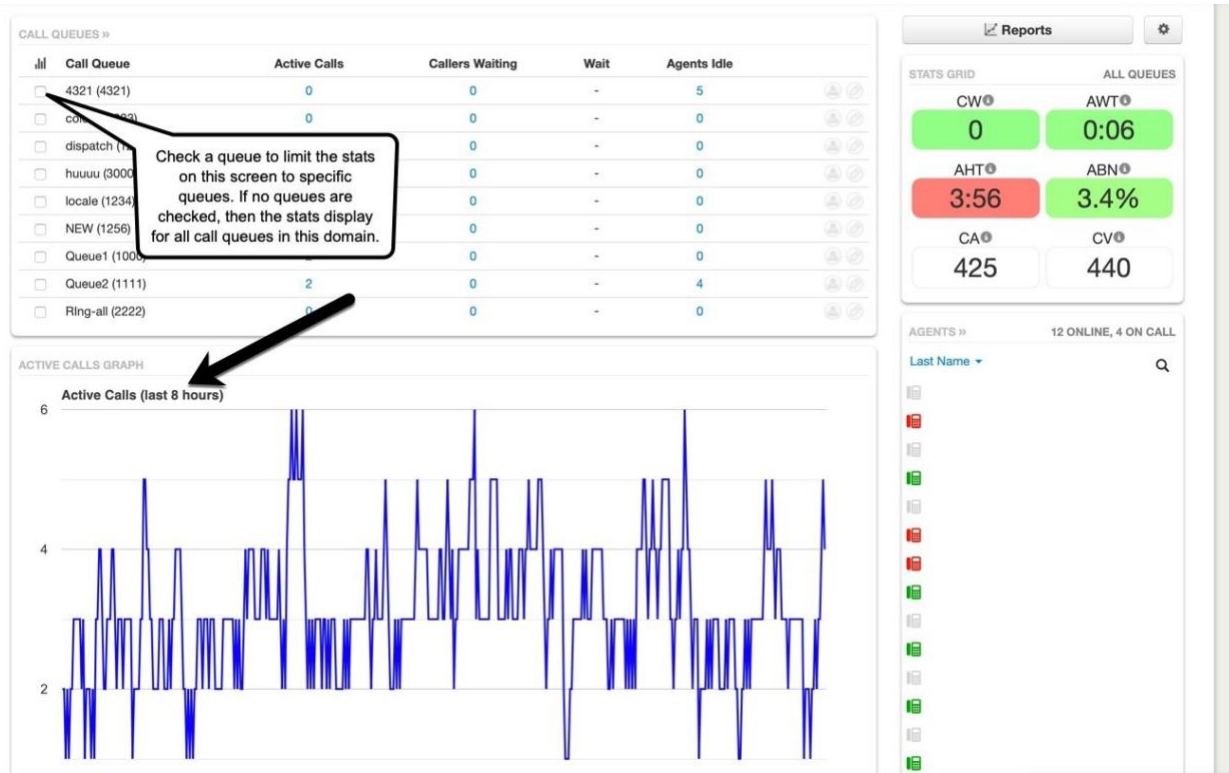 CALL QUEUES »
Call Queue Active Calls Callers Waiting Wait Agents Idle
4321 (4321) 0 0 - 5
0 0 - 0
dispatch 0 - 0
huuuu (3000 0 - 0
locale (1234) 0 - 0
NEW (1256) 0 - 0
Queue1 (1000) 0 - 0
Queue2 (1111) 2 0 - 4
RIng-all (2222) 0 - 0
Check a queue to limit the stats
on this screen to specific
queues. If no queues are
checked, then the stats display
for all call queues in this domain.
ACTIVE CALLS GRAPH
Active Calls (last 8 hours)
6
4
2
Reports
STATS GRID ALL QUEUES
CW AWT
0 0:06
AHT ABN
3:56 3.4%
CA CV
425 440
AGENTS » 12 ONLINE, 4 ON CALL
Last Name